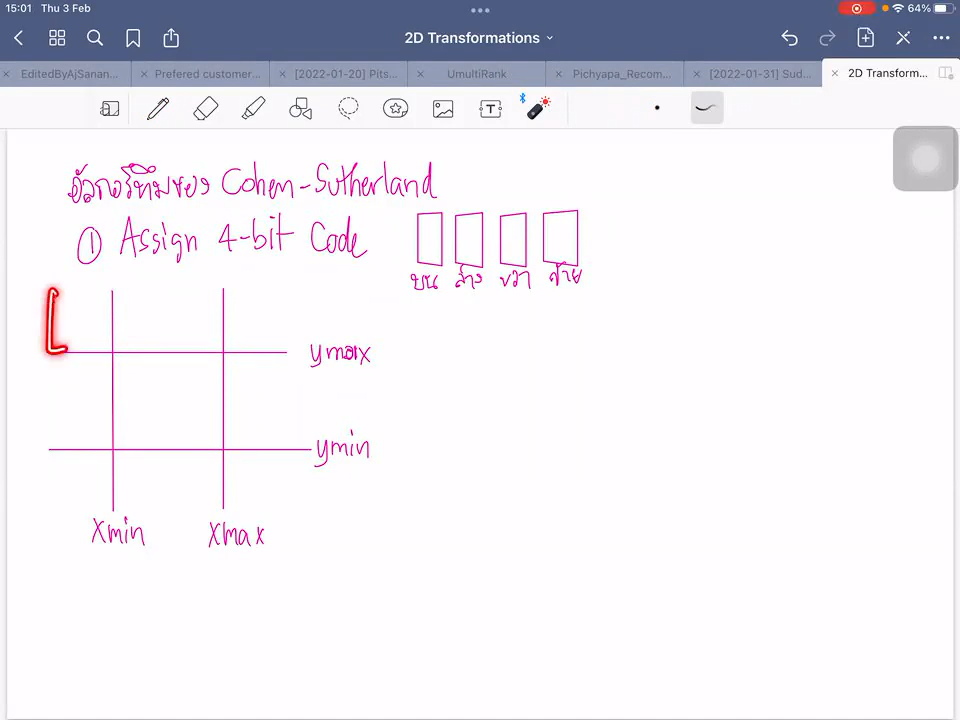 15:01 Thu 3 Feb
64%
2D Transformations
EditedByAjSanan...
Prefered customer...
[2022-01-20] Pits...
UmultiRank
Pichyapa_Recom...
[2022-01-31] Sud...
2D Transform...
อัลกอริทึมของ Cohen-Sutherland
① Assign 4-bit Code
บน ล่าง ขวา ซ้าย
ymax
ymin
Xmin Xmax